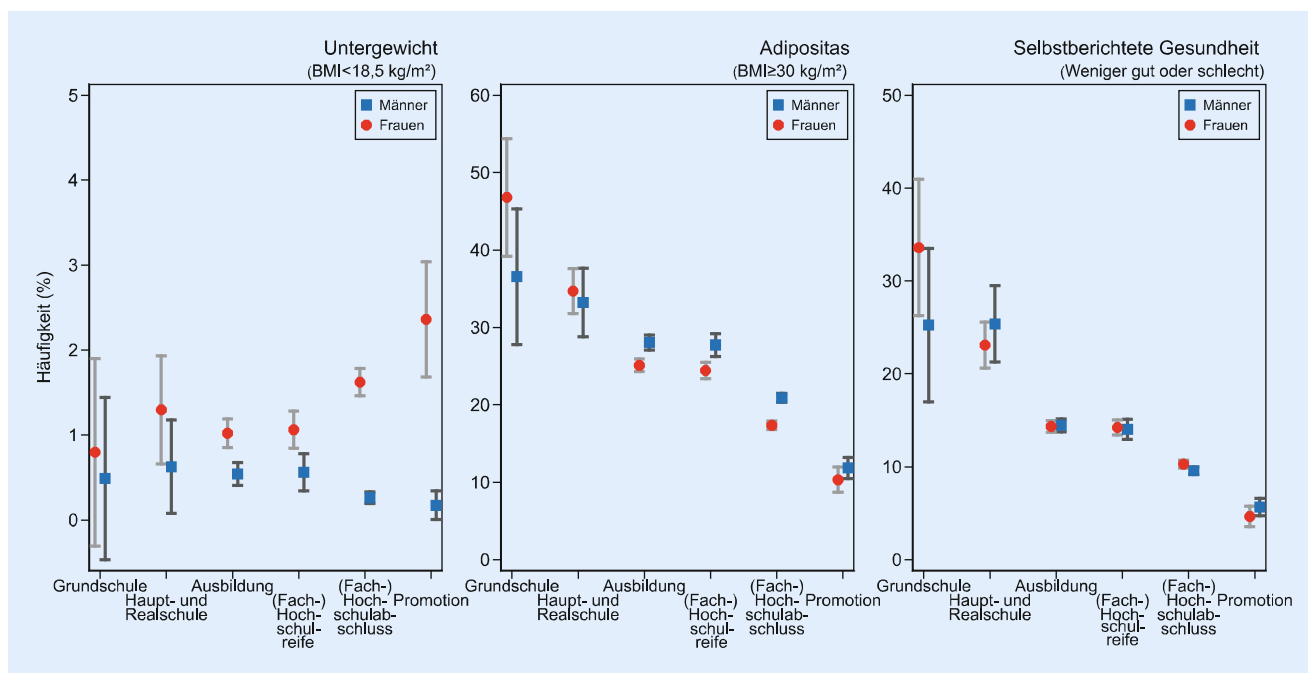 Untergewicht
(BMI<18,5 kg/m²)
Häufigkeit (%)
5
4
3
2
1
0
Männer
Frauen
Grundschule
Haupt- und
Realschule
Ausbildung
(Fach-)
Hoch-
schul-
reife
(Fach-)
Hoch-
schulab-
schluss
Promotion
Adipositas
(BMI≥30 kg/m²)
60
50
40
30
20
10
0
Männer
Frauen
Grundschule
Haupt- und
Realschule
Ausbildung
(Fach-)
Hoch-
schul-
reife
(Fach-)
Hoch-
schulab-
schluss
Promotion
Selbstberichtete Gesundheit
(Weniger gut oder schlecht)
50
40
30
20
10
0
Männer
Frauen
Grundschule
Haupt- und
Realschule
Ausbildung
(Fach-)
Hoch-
schul-
reife
(Fach-)
Hoch-
schulab-
schluss
Promotion